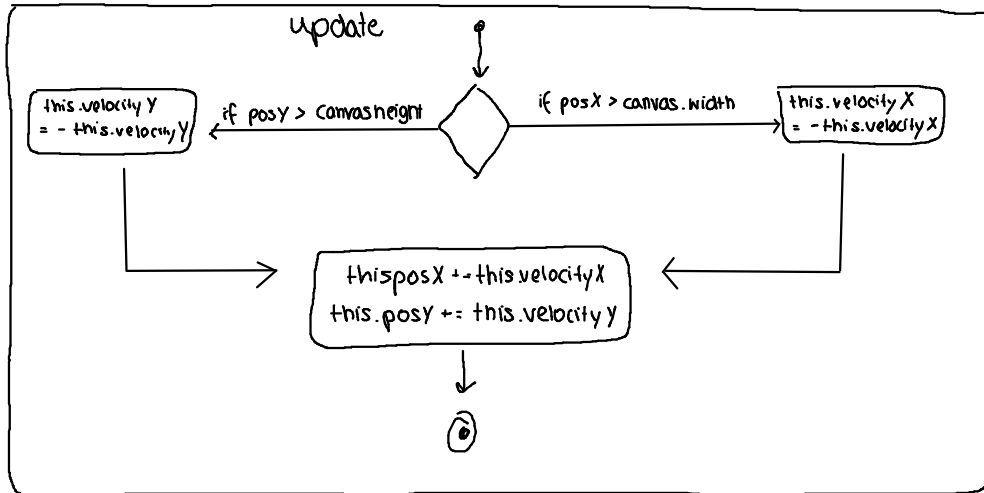 update
if posY > canvasheight
if posX > canvas.width
this.velocity Y
= - this.velocity Y
this.velocity X
= -this.velocity X
thisposX += this.velocityX
this.posY += this.velocity Y